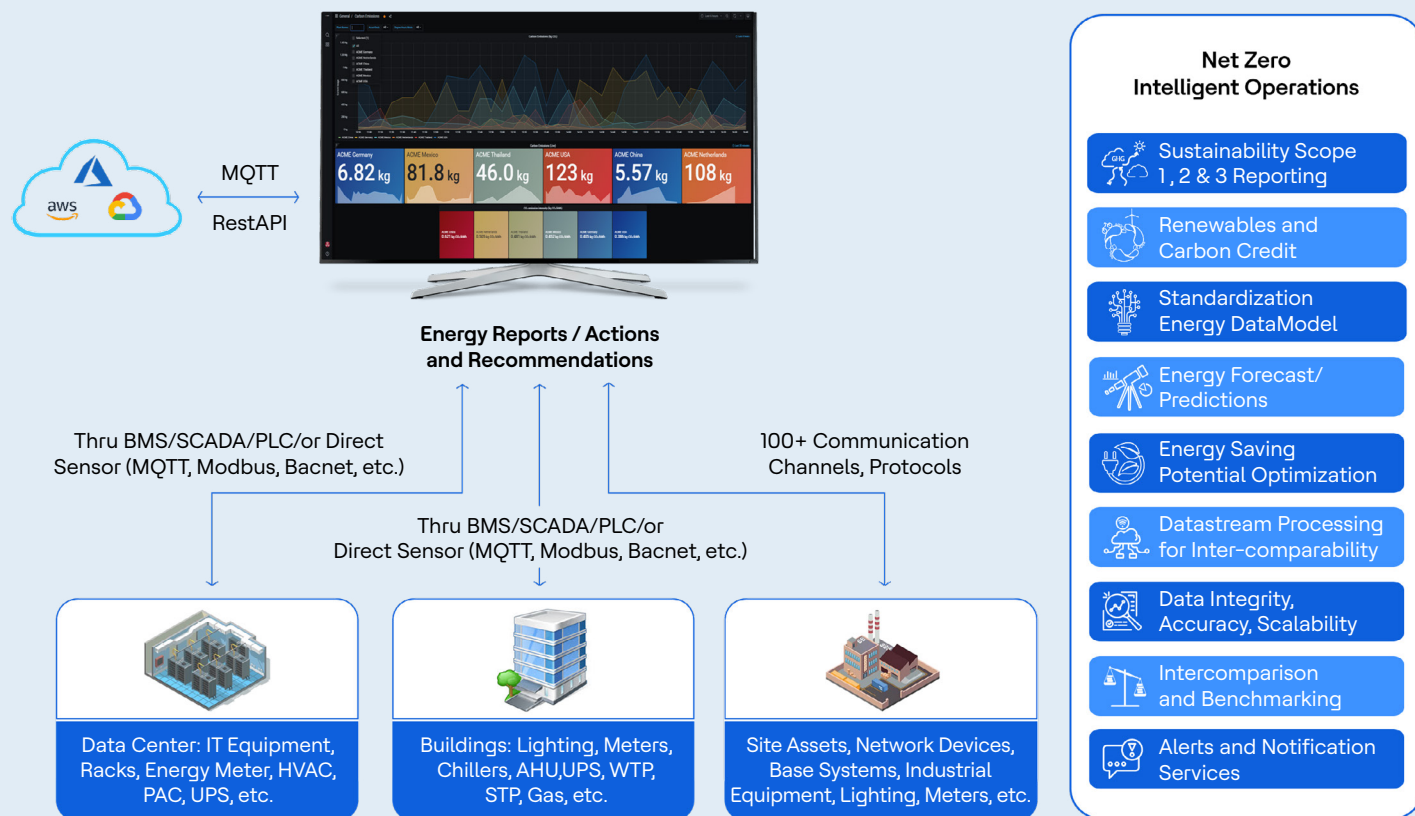 General / Carbon Emissions
ACME Germany
6.82 kg
ACME Mexico
81.8 kg
ACME Thailand
46.0 kg
ACME USA
123 kg
ACME China
5.57 kg
ACME Netherlands
108 kg
aws
MQTT
RestAPI
Energy Reports / Actions
and Recommendations
Thru BMS/SCADA/PLC/or Direct
Sensor (MQTT, Modbus, Bacnet, etc.)
100+ Communication
Channels, Protocols
Thru BMS/SCADA/PLC/or
Direct Sensor (MQTT, Modbus, Bacnet, etc.)
Data Center: IT Equipment,
Racks, Energy Meter, HVAC,
PAC, UPS, etc.
Buildings: Lighting, Meters,
Chillers, AHU,UPS, WTP,
STP, Gas, etc.
Site Assets, Network Devices,
Base Systems, Industrial
Equipment, Lighting, Meters, etc.
Net Zero
Intelligent Operations
GHG
Sustainability Scope
1, 2 & 3 Reporting
Renewables and
Carbon Credit
Standardization
Energy DataModel
Energy Forecast/
Predictions
Energy Saving
Potential Optimization
Datastream Processing
for Inter-comparability
Data Integrity,
Accuracy, Scalability
Intercomparison
and Benchmarking
Alerts and Notification
Services